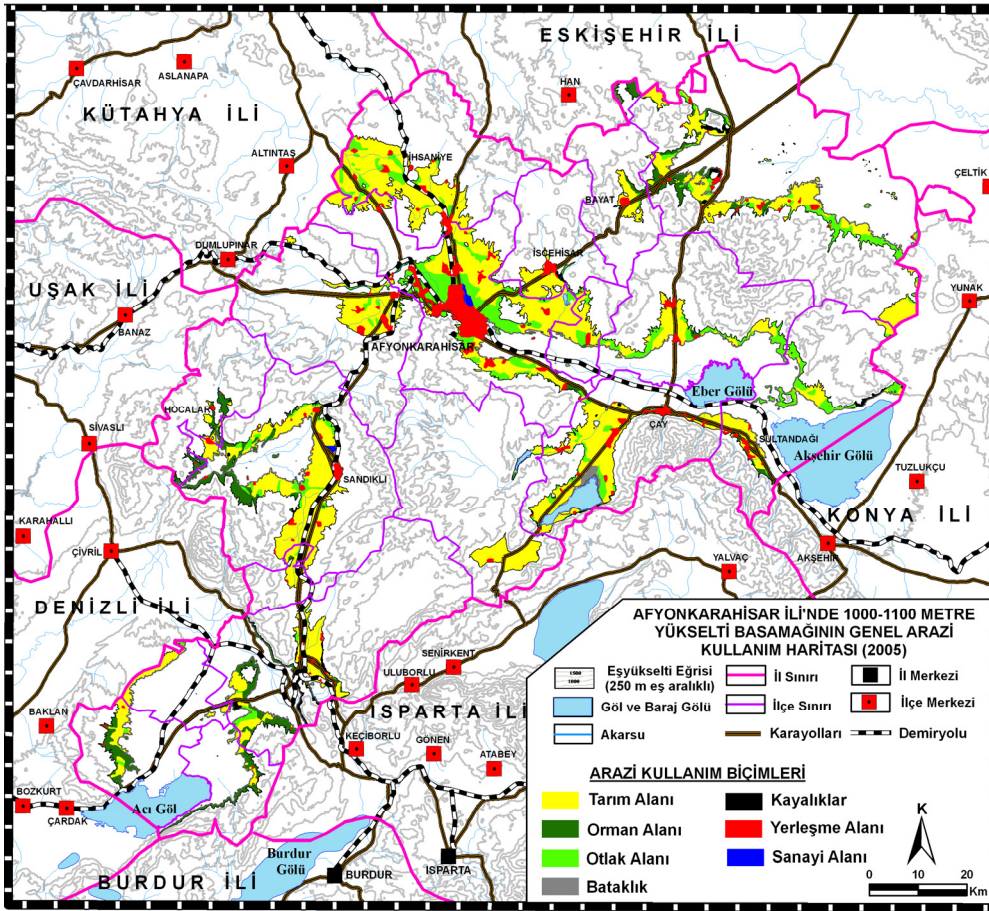 ESKİŞEHİR İLİ
ÇAVDARHİSAR
ASLANAPA
HAN
KÜTAHYA İLİ
ALTINTAŞ
İHSANİYE
ÇELTİK
BAYAT
DUMLUPINAR
İSCEHİSAR
UŞAK İLİ
BANAZ
YUNAK
AFYONKARAHİSAR
Eber Gölü
HOCALAR
ÇAY
SULTANDAĞI
SİVASLI
Akşehir Gölü
SANDIKLI
TUZLUKÇU
KONYA İLİ
KARAHALLI
ÇİVRİL
AKŞEHİR
YALVAÇ
DENİZLİ İLİ
SENİRKENT
ULUBORLU
ISPARTA İLİ
BAKLAN
KEÇİBORLU
GÖNEN
ATABEY
BOZKURT
Acı Göl
ÇARDAK
Burdur
Gölü
BURDUR
ISPARTA
BURDUR İLİ
AFYONKARAHİSAR İLİ'NDE 1000-1100 METRE
YÜKSELTİ BASAMAĞININ GENEL ARAZİ
KULLANIM HARİTASI (2005)
1500
1000
Eşyükselti Eğrisi
(250 m eş aralıklı)
İl Sınırı
İl Merkezi
Göl ve Baraj Gölü
İlçe Sınırı
İlçe Merkezi
Akarsu
Karayolları
Demiryolu
ARAZİ KULLANIM BİÇİMLERİ
Tarım Alanı
Kayalıklar
Orman Alanı
Yerleşme Alanı
Otlak Alanı
Sanayi Alanı
Bataklık
K
0 10 20
Km